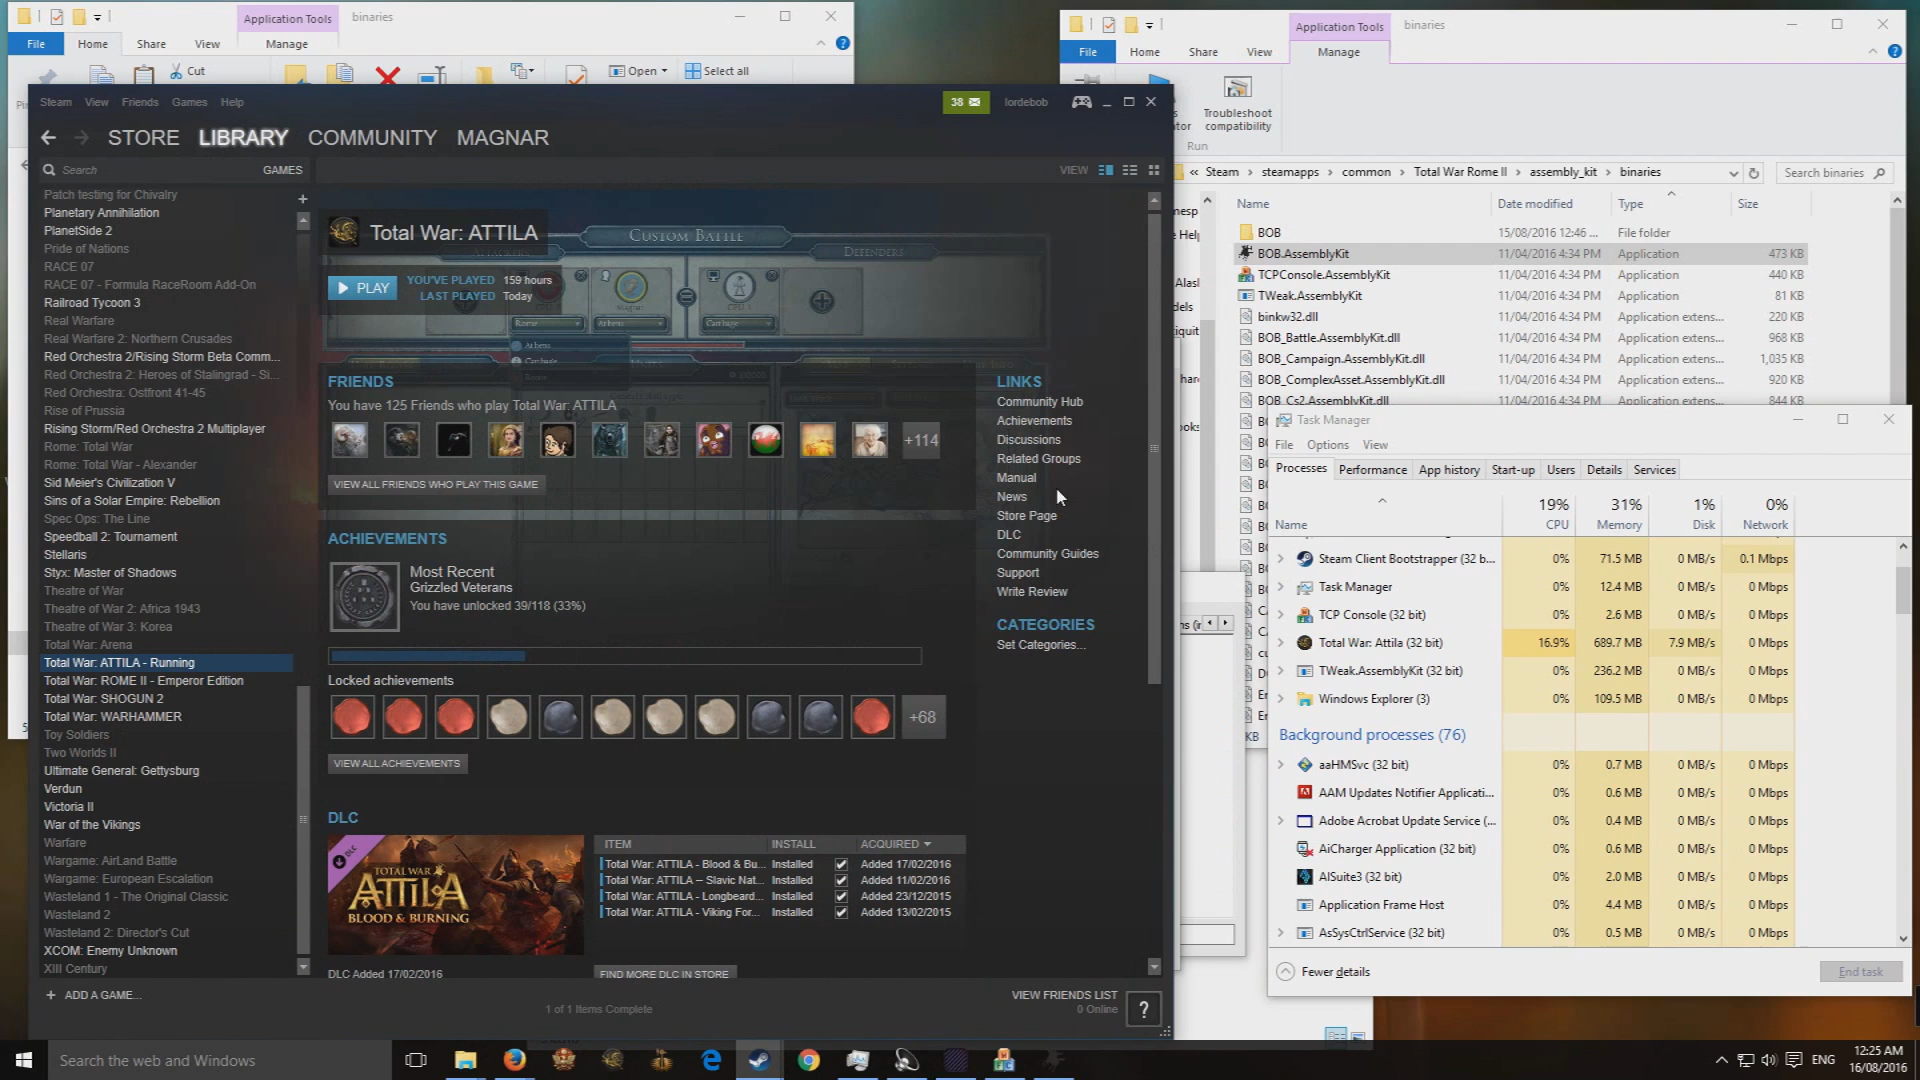 Application Tools
binaries
File
Home
Share
View
Manage
Cut
Open
Select all
Application Tools
binaries
File
Home
Share
View
Manage
Troubleshoot
compatibility
Run
Steam
View
Friends
Games
Help
38
lordebob
STORE
LIBRARY
COMMUNITY
MAGNAR
Search
GAMES
VIEW
Patch testing for Chivalry
Planetary Annihilation
PlanetSide 2
Pride of Nations
RACE 07
RACE 07 - Formula RaceRoom Add-On
Railroad Tycoon 3
Real Warfare
Real Warfare 2: Northern Crusades
Red Orchestra 2/Rising Storm Beta Comm...
Red Orchestra 2: Heroes of Stalingrad - Si...
Red Orchestra: Ostfront 41-45
Rise of Prussia
Rising Storm/Red Orchestra 2 Multiplayer
Rome: Total War
Rome: Total War - Alexander
Sid Meier's Civilization V
Sins of a Solar Empire: Rebellion
Spec Ops: The Line
Speedball 2: Tournament
Stellaris
Styx: Master of Shadows
Theatre of War
Theatre of War 2: Africa 1943
Theatre of War 3: Korea
Total War: Arena
Total War: ATTILA - Running
Total War: ROME II - Emperor Edition
Total War: SHOGUN 2
Total War: WARHAMMER
Toy Soldiers
Two Worlds II
Ultimate General: Gettysburg
Verdun
Victoria II
War of the Vikings
Warfare
Wargame: AirLand Battle
Wargame: European Escalation
Wasteland 1 - The Original Classic
Wasteland 2
Wasteland 2: Director's Cut
XCOM: Enemy Unknown
XIII Century
ADD A GAME...
Total War: ATTILA
CUSTOM BATTLE
DEFENDERS
PLAY
YOU'VE PLAYED 159 hours
LAST PLAYED Today
Rome
Athens
Carthage
Athens
FRIENDS
You have 125 Friends who play Total War: ATTILA
+114
VIEW ALL FRIENDS WHO PLAY THIS GAME
ACHIEVEMENTS
Most Recent
Grizzled Veterans
You have unlocked 39/118 (33%)
Locked achievements
+68
VIEW ALL ACHIEVEMENTS
DLC
DLC
TOTAL WAR
ATTILA
BLOOD & BURNING
DLC Added 17/02/2016
ITEM INSTALL ACQUIRED
Total War: ATTILA - Blood & Bu... Installed Added 17/02/2016
Total War: ATTILA – Slavic Nat... Installed Added 11/02/2016
Total War: ATTILA - Longbeard... Installed Added 23/12/2015
Total War: ATTILA - Viking For... Installed Added 13/02/2015
FIND MORE DLC IN STORE
LINKS
Community Hub
Achievements
Discussions
Related Groups
Manual
News
Store Page
DLC
Community Guides
Support
Write Review
CATEGORIES
Set Categories...
1 of 1 Items Complete
VIEW FRIENDS LIST
0 Online
?
« Steam › steamapps › common › Total War Rome II › assembly_kit › binaries
Search binaries
Name Date modified Type Size
BOB 15/08/2016 12:46 ... File folder
BOB.AssemblyKit 11/04/2016 4:34 PM Application 473 KB
TCPConsole.AssemblyKit 11/04/2016 4:34 PM Application 440 KB
TWeak.AssemblyKit 11/04/2016 4:34 PM Application 81 KB
binkw32.dll 11/04/2016 4:34 PM Application extens... 220 KB
BOB_Battle.AssemblyKit.dll 11/04/2016 4:34 PM Application extens... 968 KB
BOB_Campaign.AssemblyKit.dll 11/04/2016 4:34 PM Application extens... 1,035 KB
BOB_ComplexAsset.AssemblyKit.dll 11/04/2016 4:34 PM Application extens... 920 KB
BOB_Cs2.AssemblyKit.dll 11/04/2016 4:34 PM Application extens... 844 KB
Task Manager
File
Options
View
Processes
Performance
App history
Start-up
Users
Details
Services
19% 31% 1% 0%
Name CPU Memory Disk Network
Steam Client Bootstrapper (32 b... 0% 71.5 MB 0 MB/s 0.1 Mbps
Task Manager 0% 12.4 MB 0 MB/s 0 Mbps
TCP Console (32 bit) 0% 2.6 MB 0 MB/s 0 Mbps
Total War: Attila (32 bit) 16.9% 689.7 MB 7.9 MB/s 0 Mbps
TWeak.AssemblyKit (32 bit) 0% 236.2 MB 0 MB/s 0 Mbps
Windows Explorer (3) 0% 109.5 MB 0 MB/s 0 Mbps
Background processes (76)
aaHMSvc (32 bit) 0% 0.7 MB 0 MB/s 0 Mbps
AAM Updates Notifier Applicati... 0% 0.6 MB 0 MB/s 0 Mbps
Adobe Acrobat Update Service (... 0% 0.4 MB 0 MB/s 0 Mbps
AiCharger Application (32 bit) 0% 0.6 MB 0 MB/s 0 Mbps
AISuite3 (32 bit) 0% 2.0 MB 0 MB/s 0 Mbps
Application Frame Host 0% 4.4 MB 0 MB/s 0 Mbps
AsSysCtrlService (32 bit) 0% 0.5 MB 0 MB/s 0 Mbps
Fewer details
End task
Search the web and Windows
ENG
12:25 AM
16/08/2016